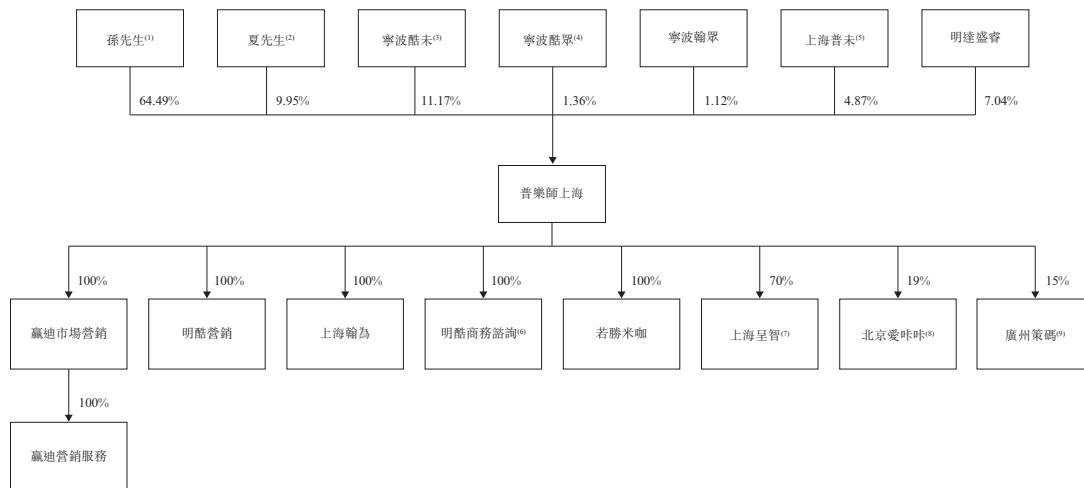 孫先生(1)
夏先生(2)
寧波酷未(3)
寧波酷眾(4)
寧波翰眾
上海普未(5)
明達盛睿
64.49%
9.95%
11.17%
1.36%
1.12%
4.87%
7.04%
普樂師上海
100%
100%
100%
100%
100%
70%
19%
15%
贏迪市場營銷
明酷營銷
上海翰為
明酷商務諮詢(6)
若勝米咖
上海呈智(7)
北京愛咔咔(8)
廣州策碼(9)
100%
贏迪營銷服務